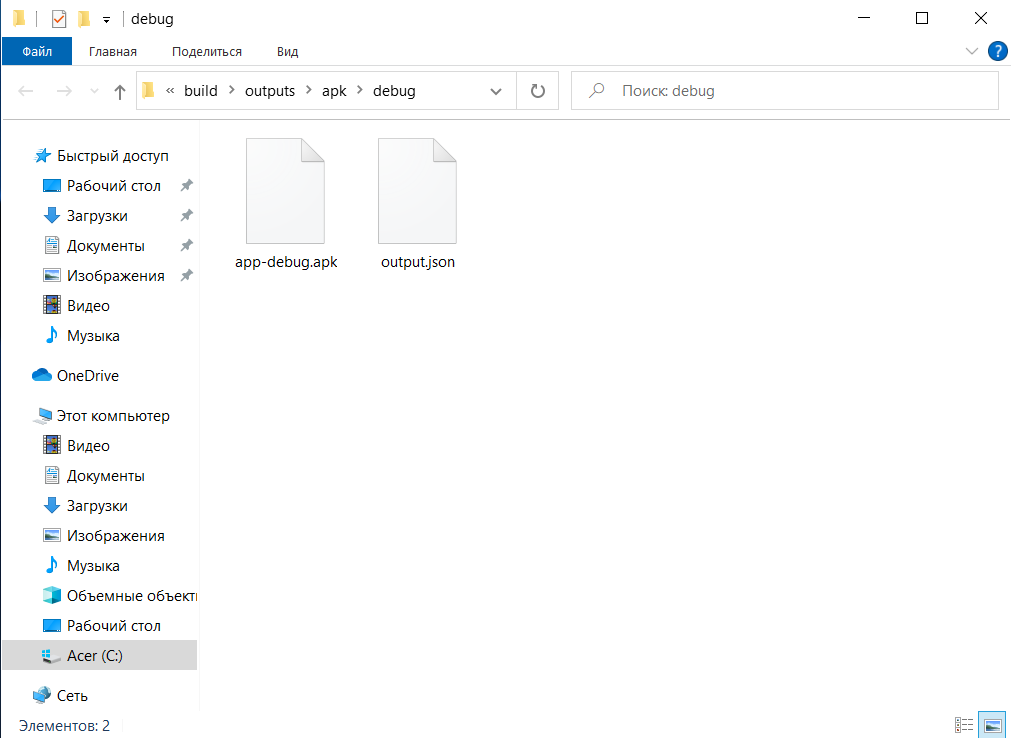 debug
Файл Главная Поделиться Вид ?
« build > outputs > apk > debug
Поиск: debug
Быстрый доступ
Рабочий стол
Загрузки
Документы
Изображения
Видео
Музыка
OneDrive
Этот компьютер
Видео
Документы
Загрузки
Изображения
Музыка
Объемные объект
Рабочий стол
Acer (C:)
Сеть
app-debug.apk
output.json
Элементов: 2